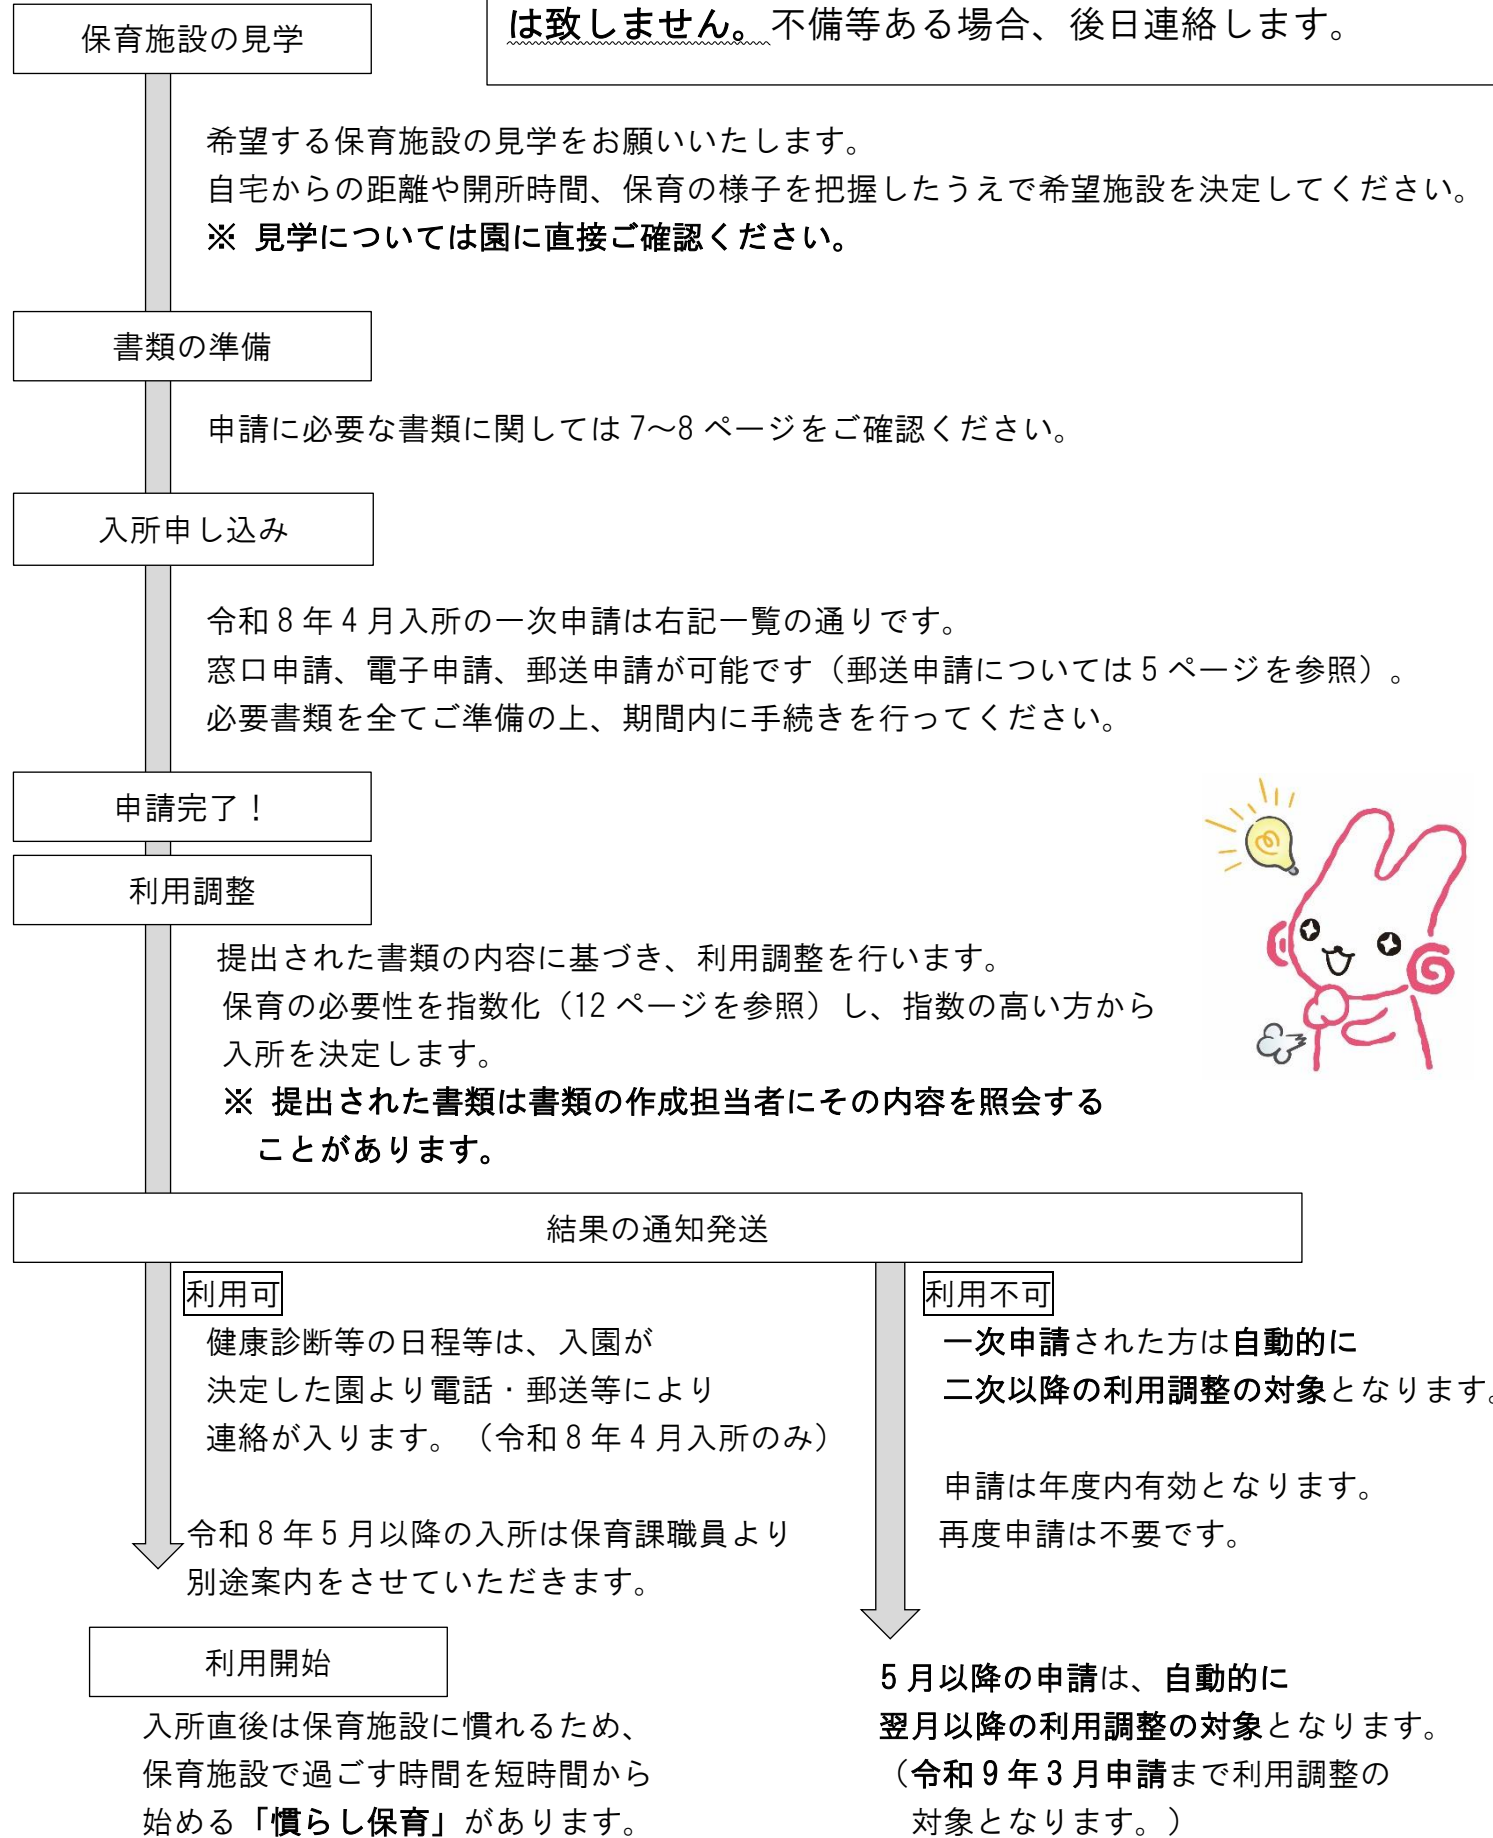 保育施設の見学
は致しません。不備等ある場合、後日連絡します。
希望する保育施設の見学をお願いいたします。
自宅からの距離や開所時間、保育の様子を把握したうえで希望施設を決定してください。
※ 見学については園に直接ご確認ください。
書類の準備
申請に必要な書類に関しては7～8ページをご確認ください。
入所申し込み
令和8年4月入所の一次申請は右記一覧の通りです。
窓口申請、電子申請、郵送申請が可能です（郵送申請については5ページを参照）。
必要書類を全てご準備の上、期間内に手続きを行ってください。
申請完了！
利用調整
提出された書類の内容に基づき、利用調整を行います。
保育の必要性を指数化（12ページを参照）し、指数の高い方から
入所を決定します。
※ 提出された書類は書類の作成担当者にその内容を照会する
ことがあります。
結果の通知発送
利用可
健康診断等の日程等は、入園が
決定した園より電話・郵送等により
連絡が入ります。（令和8年4月入所のみ）
令和8年5月以降の入所は保育課職員より
別途案内をさせていただきます。
利用開始
入所直後は保育施設に慣れるため、
保育施設で過ごす時間を短時間から
始める「慣らし保育」があります。
利用不可
一次申請された方は自動的に
二次以降の利用調整の対象となります。
申請は年度内有効となります。
再度申請は不要です。
5月以降の申請は、自動的に
翌月以降の利用調整の対象となります。
（令和9年3月申請まで利用調整の
対象となります。）